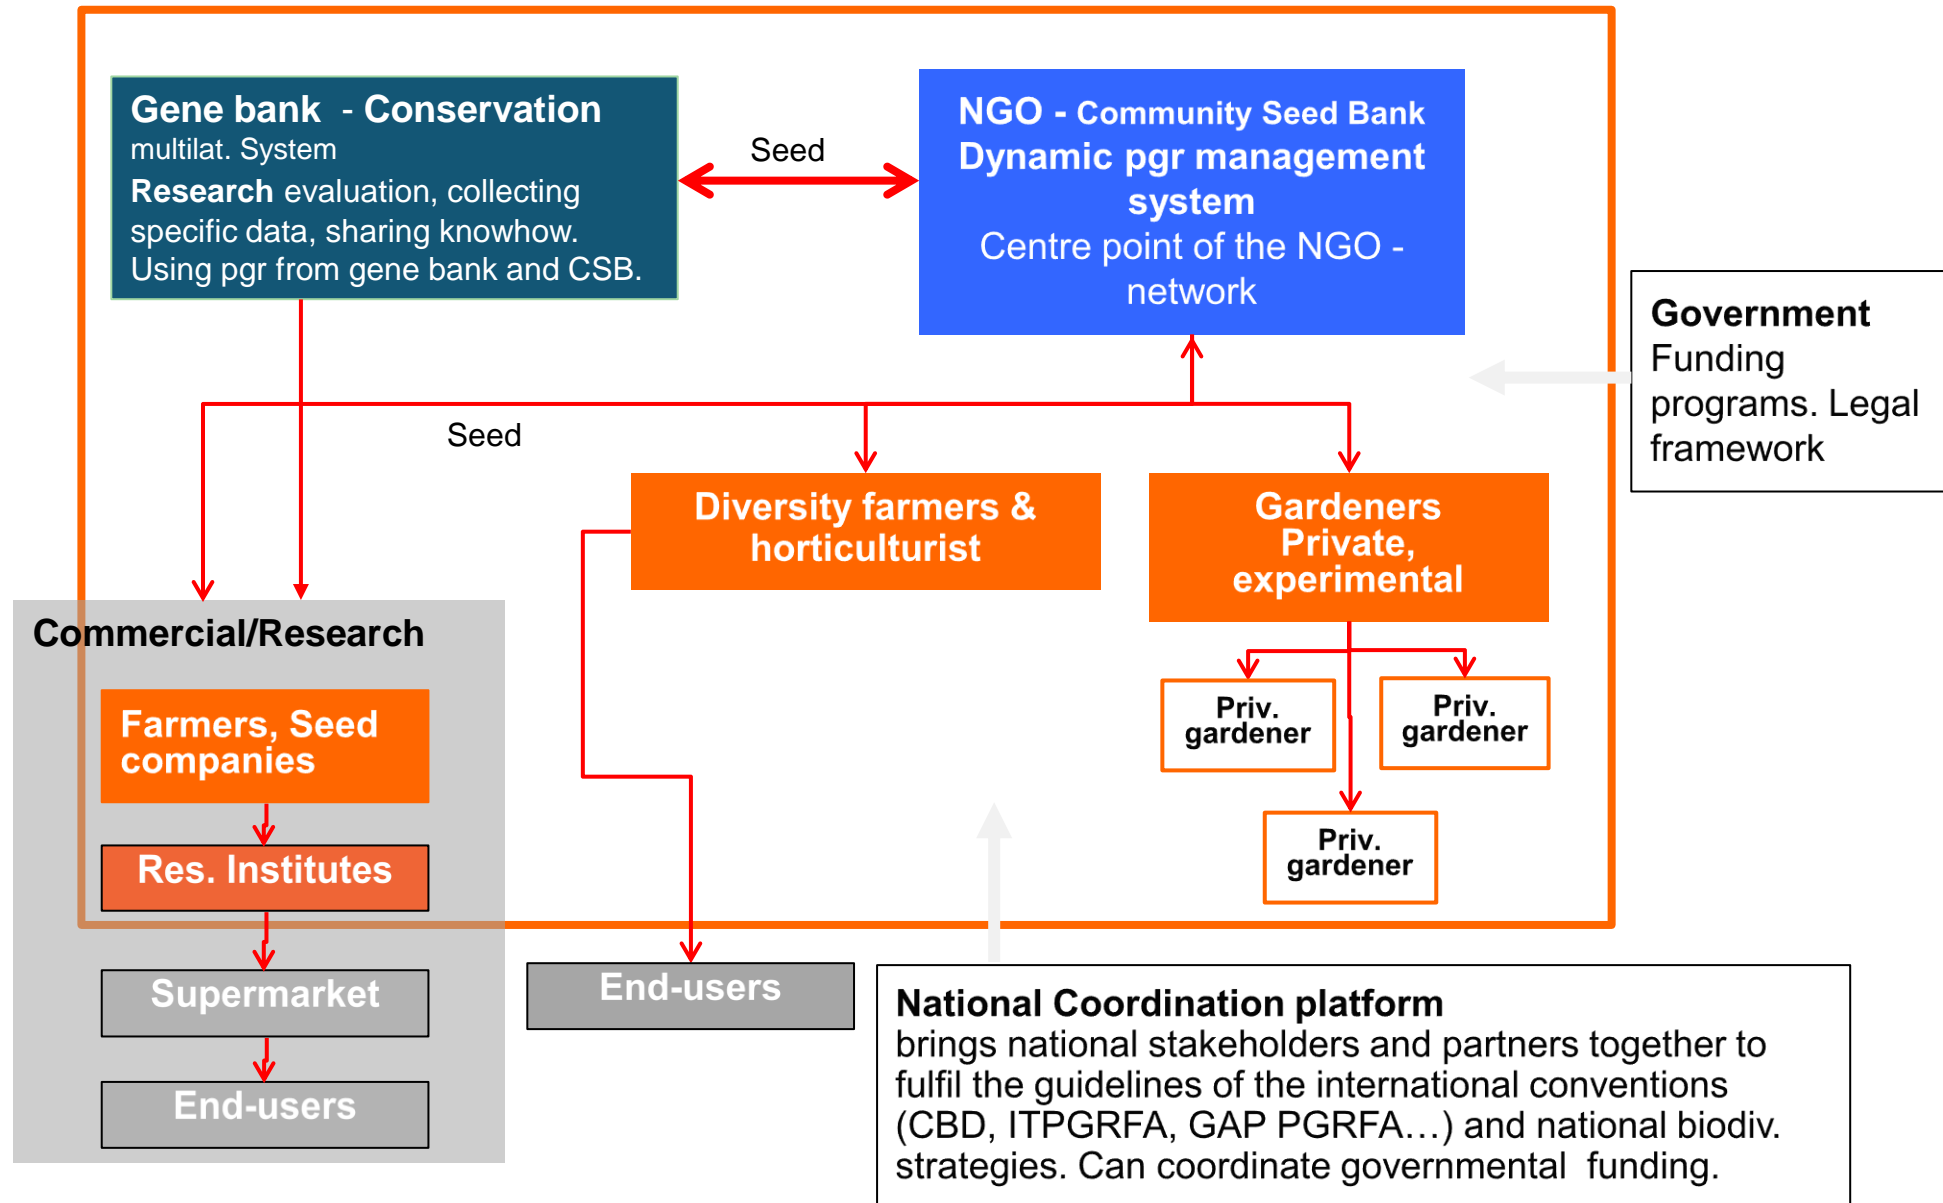 Gene bank - Conservation
multilat. System
Research evaluation, collecting
specific data, sharing knowhow.
Using pgr from gene bank and CSB.
Seed
NGO - Community Seed Bank
Dynamic pgr management
system
Centre point of the NGO -
network
Government
Funding
programs. Legal
framework
Seed
Diversity farmers &
horticulturist
Gardeners
Private,
experimental
Commercial/Research
Farmers, Seed
companies
Res. Institutes
Supermarket
End-users
Priv.
gardener
Priv.
gardener
Priv.
gardener
End-users
National Coordination platform
brings national stakeholders and partners together to
fulfil the guidelines of the international conventions
(CBD, ITPGRFA, GAP PGRFA…) and national biodiv.
strategies. Can coordinate governmental funding.